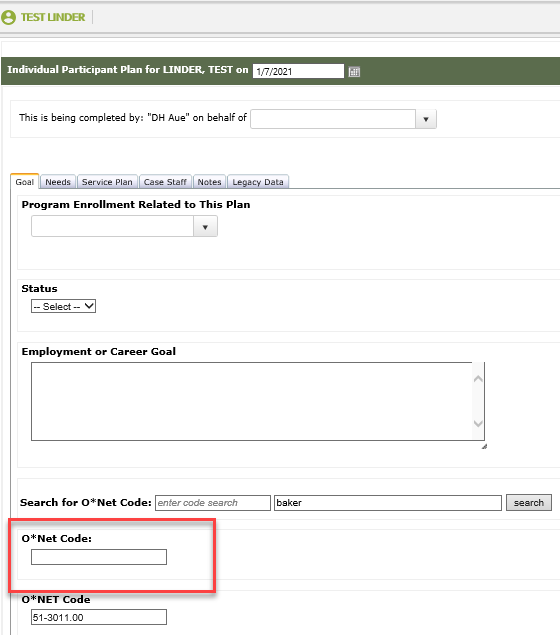 TEST LINDER
Individual Participant Plan for LINDER, TEST on 1/7/2021
This is being completed by: "DH Aue" on behalf of
Goal Needs Service Plan Case Staff Notes Legacy Data
Program Enrollment Related to This Plan
Status
-- Select --
Employment or Career Goal
Search for O*Net Code: enter code search baker search
O*Net Code:
O*NET Code
51-3011.00